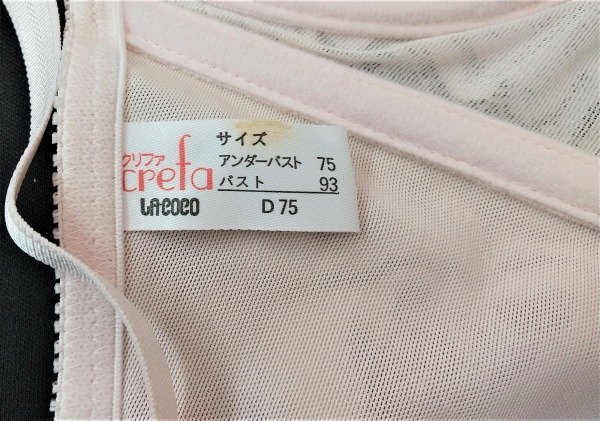 サイズ
クリファ
crefa
アンダーバスト 75
バスト 93
LACOCO
D 75